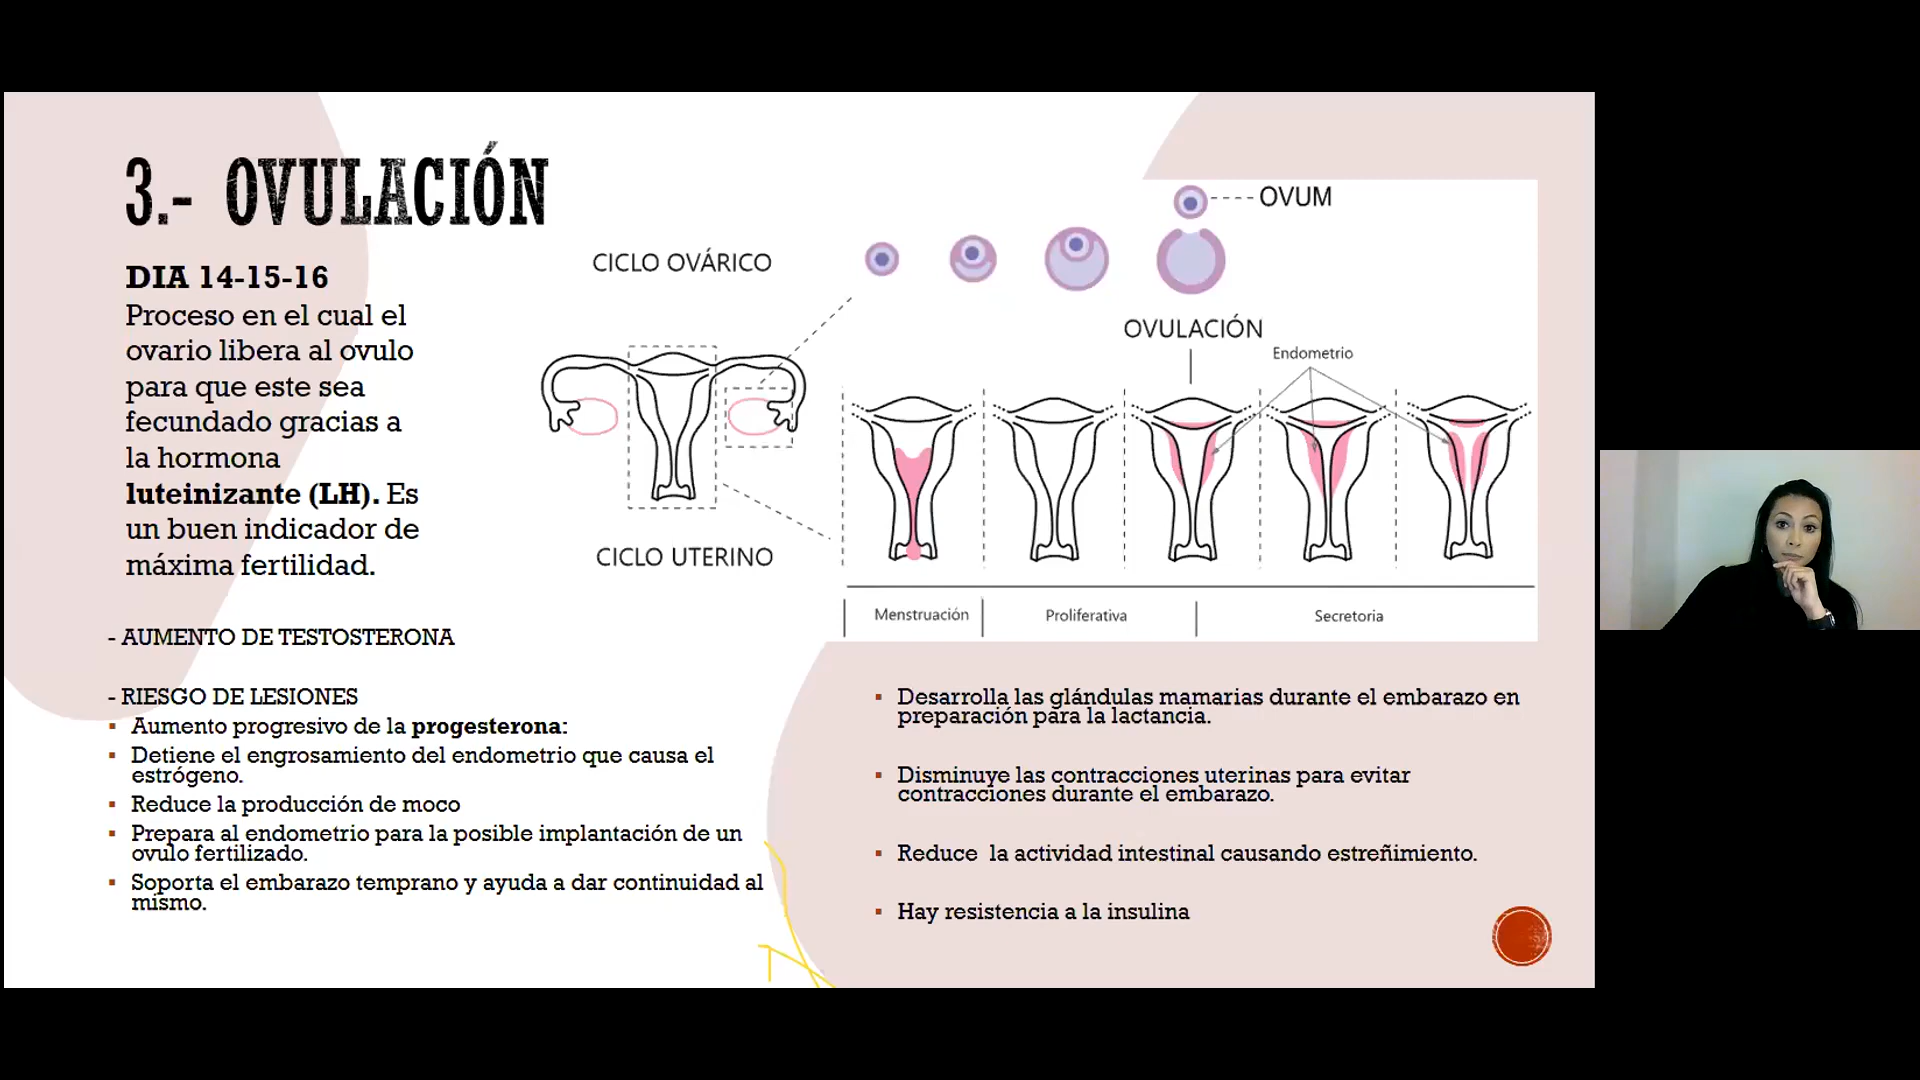 3.- OVULACIÓN
DIA 14-15-16
Proceso en el cual el
ovario libera al ovulo
para que este sea
fecundado gracias a
la hormona
luteinizante (LH). Es
un buen indicador de
máxima fertilidad.
- AUMENTO DE TESTOSTERONA
- RIESGO DE LESIONES
Aumento progresivo de la progesterona:
Detiene el engrosamiento del endometrio que causa el
estrógeno.
Reduce la producción de moco
Prepara al endometrio para la posible implantación de un
ovulo fertilizado.
Soporta el embarazo temprano y ayuda a dar continuidad al
mismo.
OVUM
CICLO OVÁRICO
OVULACIÓN
Endometrio
CICLO UTERINO
Menstruación
Proliferativa
Secretoria
Desarrolla las glándulas mamarias durante el embarazo en
preparación para la lactancia.
Disminuye las contracciones uterinas para evitar
contracciones durante el embarazo.
Reduce la actividad intestinal causando estreñimiento.
Hay resistencia a la insulina